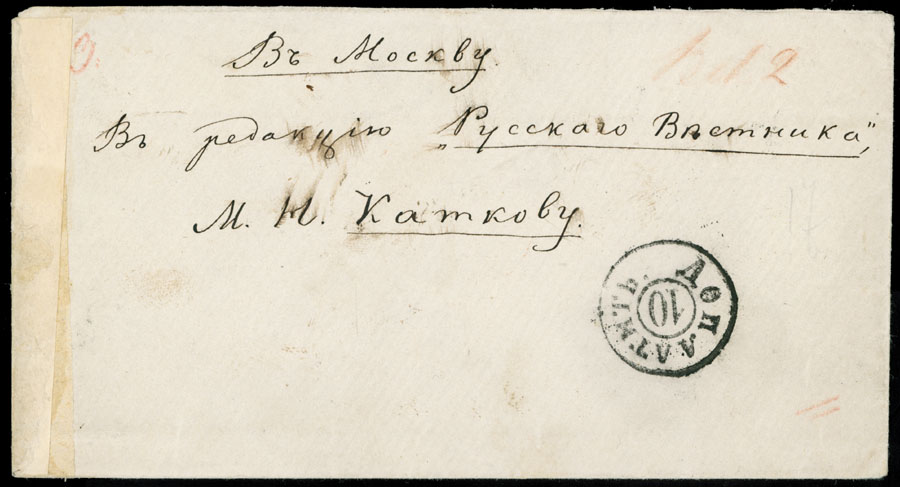 Въ Москву.
Въ редакцію „Русскаго Вѣстника“,
М. Н. Каткову.
ДОПЛАТИТЬ.
10